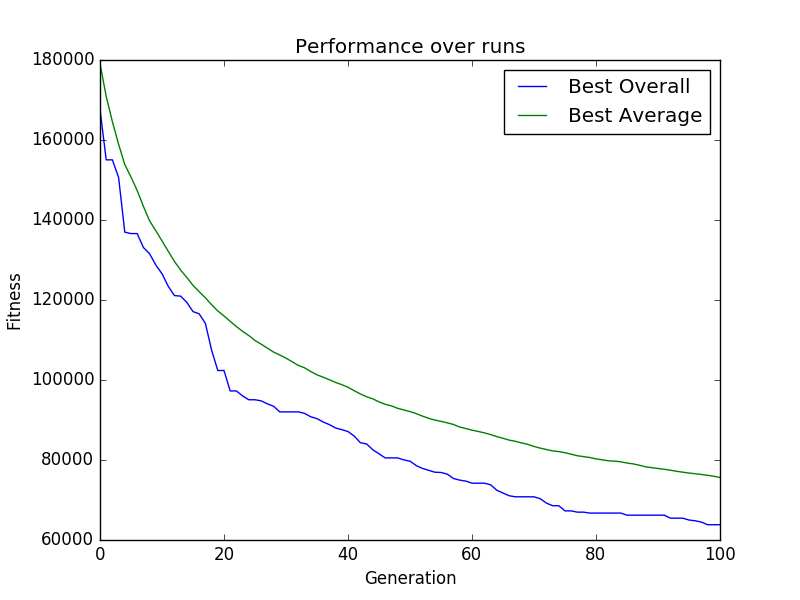 Performance over runs
180000
160000
140000
120000
100000
80000
60000
Fitness
Best Overall
Best Average
0 20 40 60 80 100
Generation